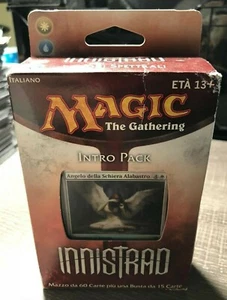 ITALIANO
ETÀ 13+
MAGIC
The Gathering
INTRO PACK
Angelo della Schiera Alabastro
INNISTRAD
Mazzo da 60 Carte più una Busta da 15 Carte